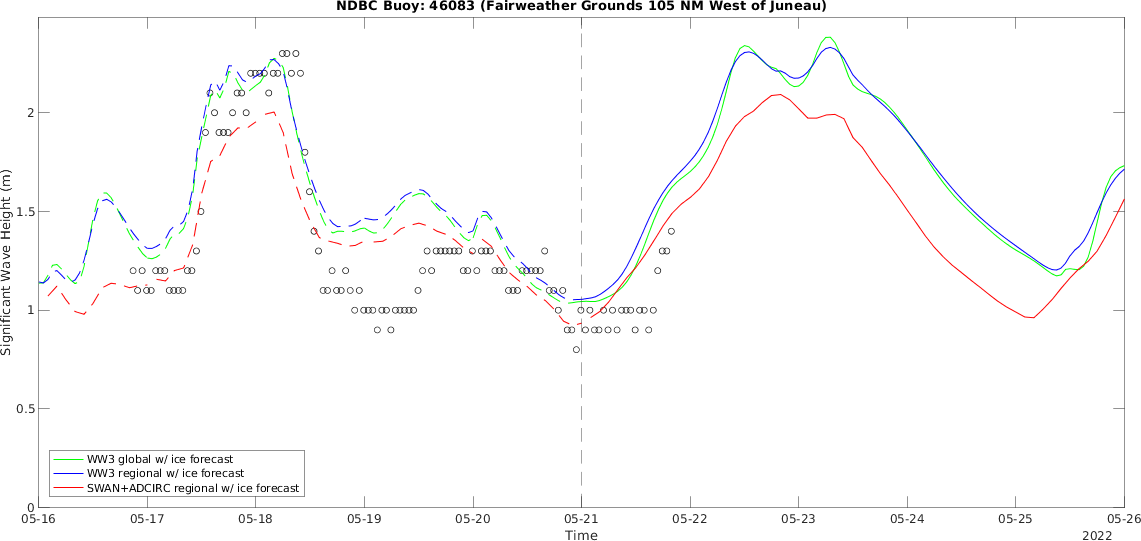 NDBC Buoy: 46083 (Fairweather Grounds 105 NM West of Juneau)
Significant Wave Height (m)
2
1.5
1
0.5
0
WW3 global w/ ice forecast
WW3 regional w/ ice forecast
SWAN+ADCIRC regional w/ ice forecast
05-16 05-17 05-18 05-19 05-20 05-21 05-22 05-23 05-24 05-25 05-26
Time
2022